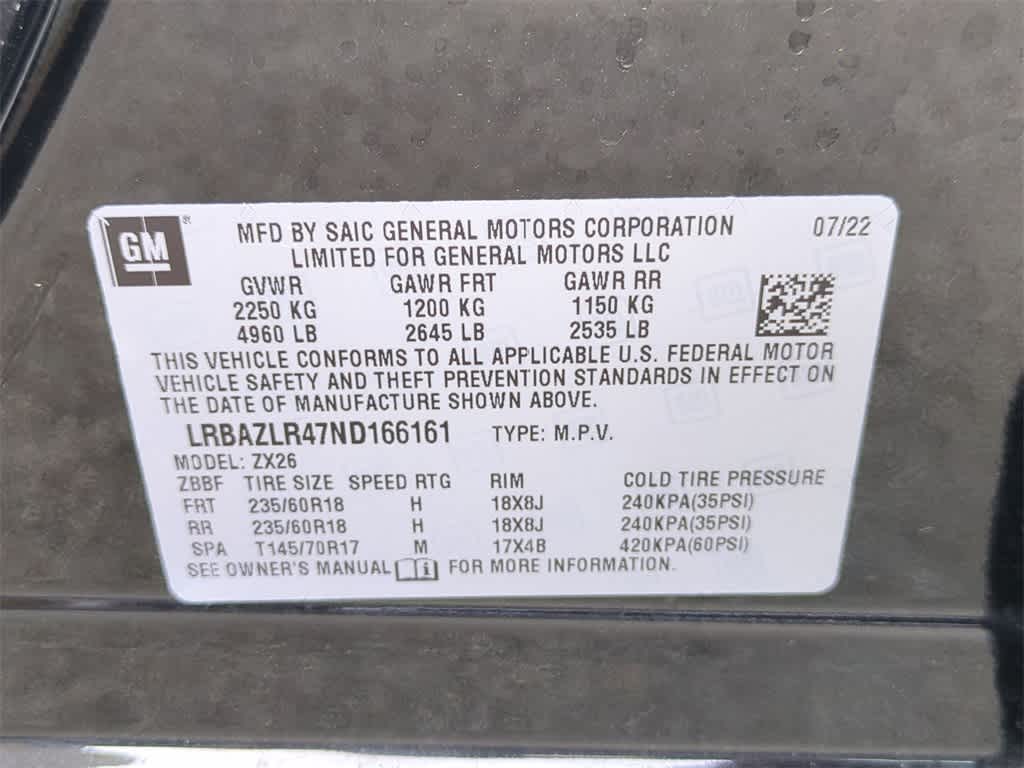 GM ®
MFD BY SAIC GENERAL MOTORS CORPORATION 07/22
LIMITED FOR GENERAL MOTORS LLC
GVWR GAWR FRT GAWR RR
2250 KG 1200 KG 1150 KG
4960 LB 2645 LB 2535 LB
THIS VEHICLE CONFORMS TO ALL APPLICABLE U.S. FEDERAL MOTOR
VEHICLE SAFETY AND THEFT PREVENTION STANDARDS IN EFFECT ON
THE DATE OF MANUFACTURE SHOWN ABOVE.
LRBAZLR47ND166161 TYPE: M.P.V.
MODEL: ZX26
ZBBF TIRE SIZE SPEED RTG RIM COLD TIRE PRESSURE
FRT 235/60R18 H 18X8J 240KPA(35PSI)
RR 235/60R18 H 18X8J 240KPA(35PSI)
SPA T145/70R17 M 17X4B 420KPA(60PSI)
SEE OWNER'S MANUAL i FOR MORE INFORMATION.